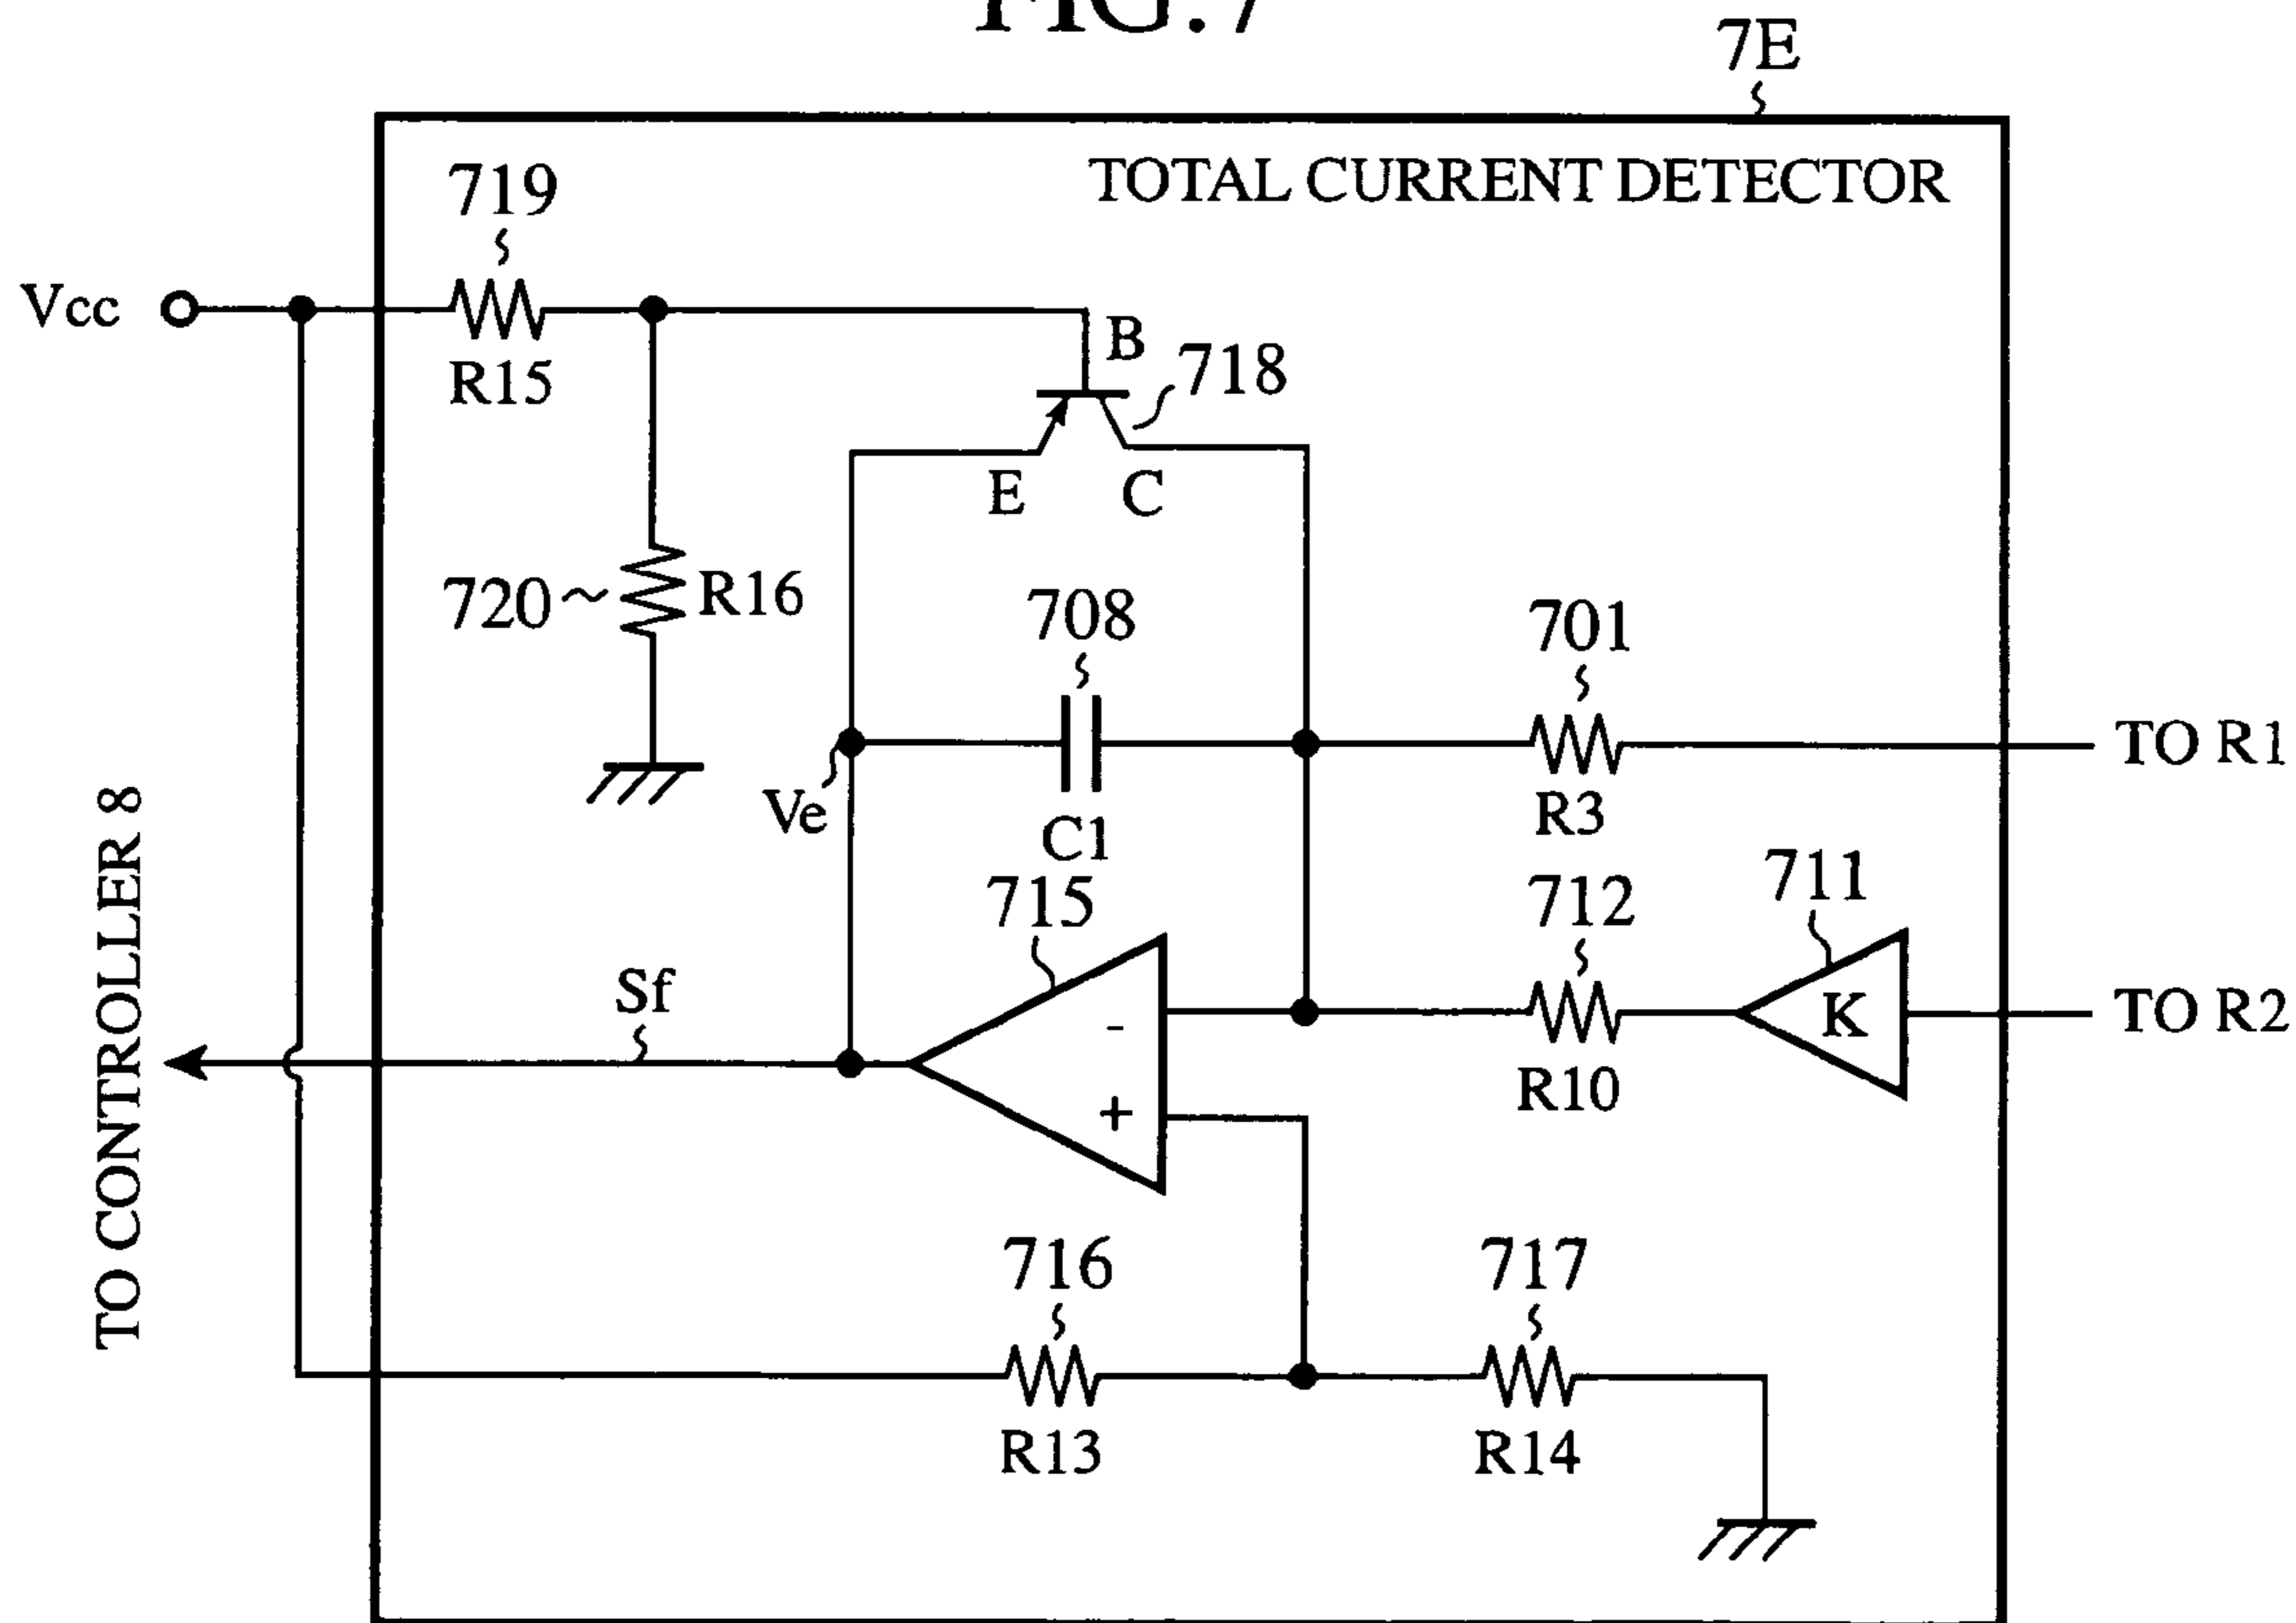 FIG.7
7E
TOTAL CURRENT DETECTOR
719
Vcc
R15
B
718
E
C
720
R16
708
701
TO R1
Ve
C1
R3
715
712
711
Sf
-
K
TO R2
+
R10
TO CONTROLLER 8
716
717
R13
R14